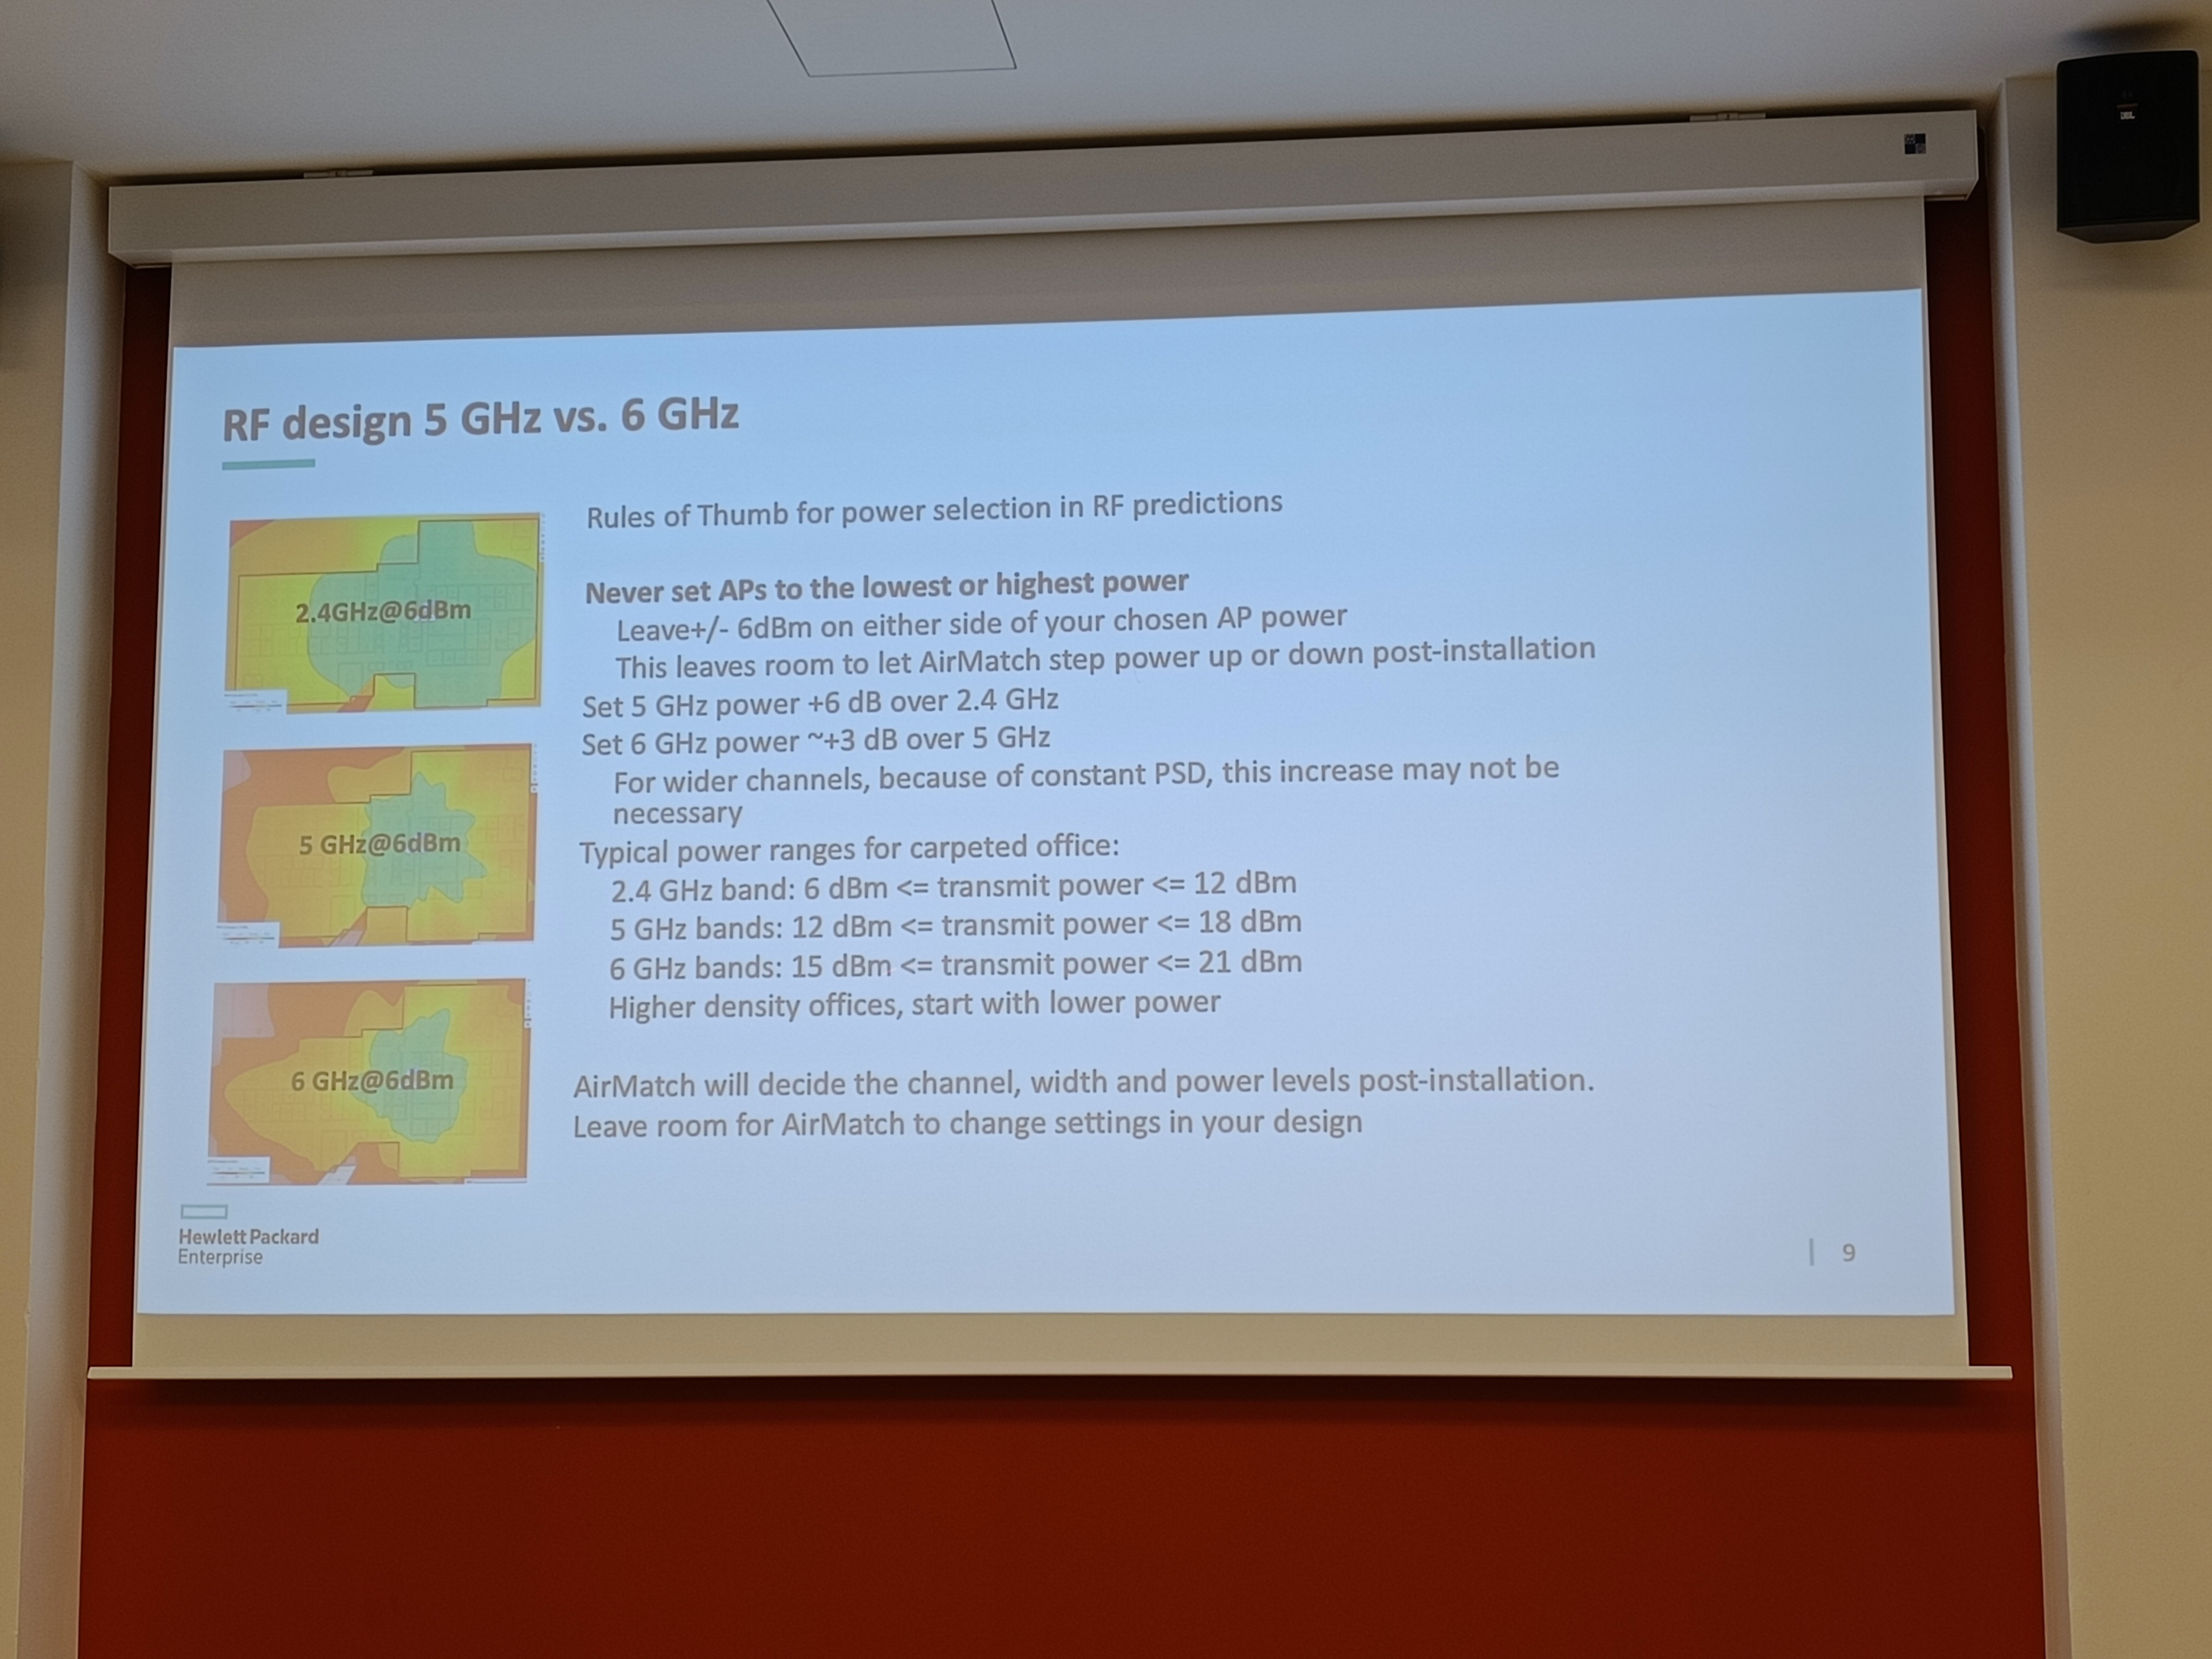 JBL
RF design 5 GHz vs. 6 GHz
Rules of Thumb for power selection in RF predictions
Never set APs to the lowest or highest power
Leave+/- 6dBm on either side of your chosen AP power
This leaves room to let AirMatch step power up or down post-installation
Set 5 GHz power +6 dB over 2.4 GHz
Set 6 GHz power ~+3 dB over 5 GHz
For wider channels, because of constant PSD, this increase may not be
necessary
Typical power ranges for carpeted office:
2.4 GHz band: 6 dBm <= transmit power <= 12 dBm
5 GHz bands: 12 dBm <= transmit power <= 18 dBm
6 GHz bands: 15 dBm <= transmit power <= 21 dBm
Higher density offices, start with lower power
AirMatch will decide the channel, width and power levels post-installation.
Leave room for AirMatch to change settings in your design
2.4GHz@6dBm
5 GHz@6dBm
6 GHz@6dBm
Hewlett Packard
Enterprise
9